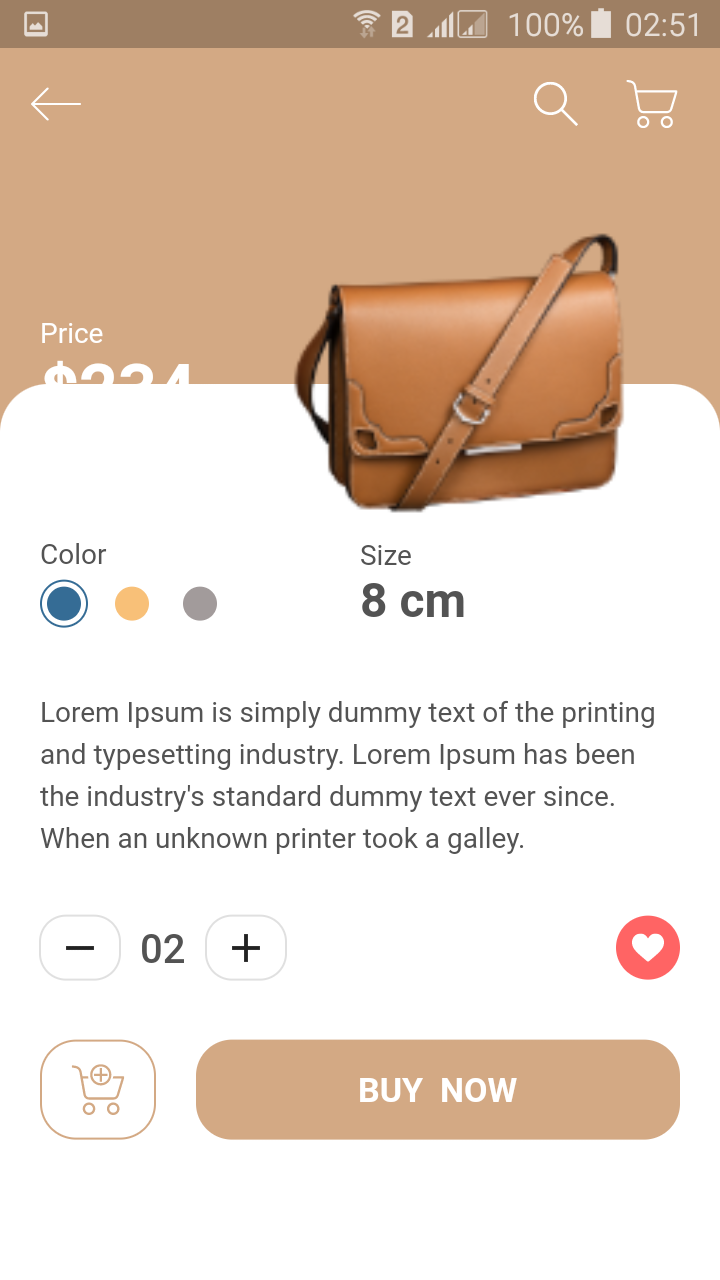 2
100%
02:51
Price
$234
Color
Size
8 cm
Lorem Ipsum is simply dummy text of the printing
and typesetting industry. Lorem Ipsum has been
the industry's standard dummy text ever since.
When an unknown printer took a galley.
02
BUY NOW